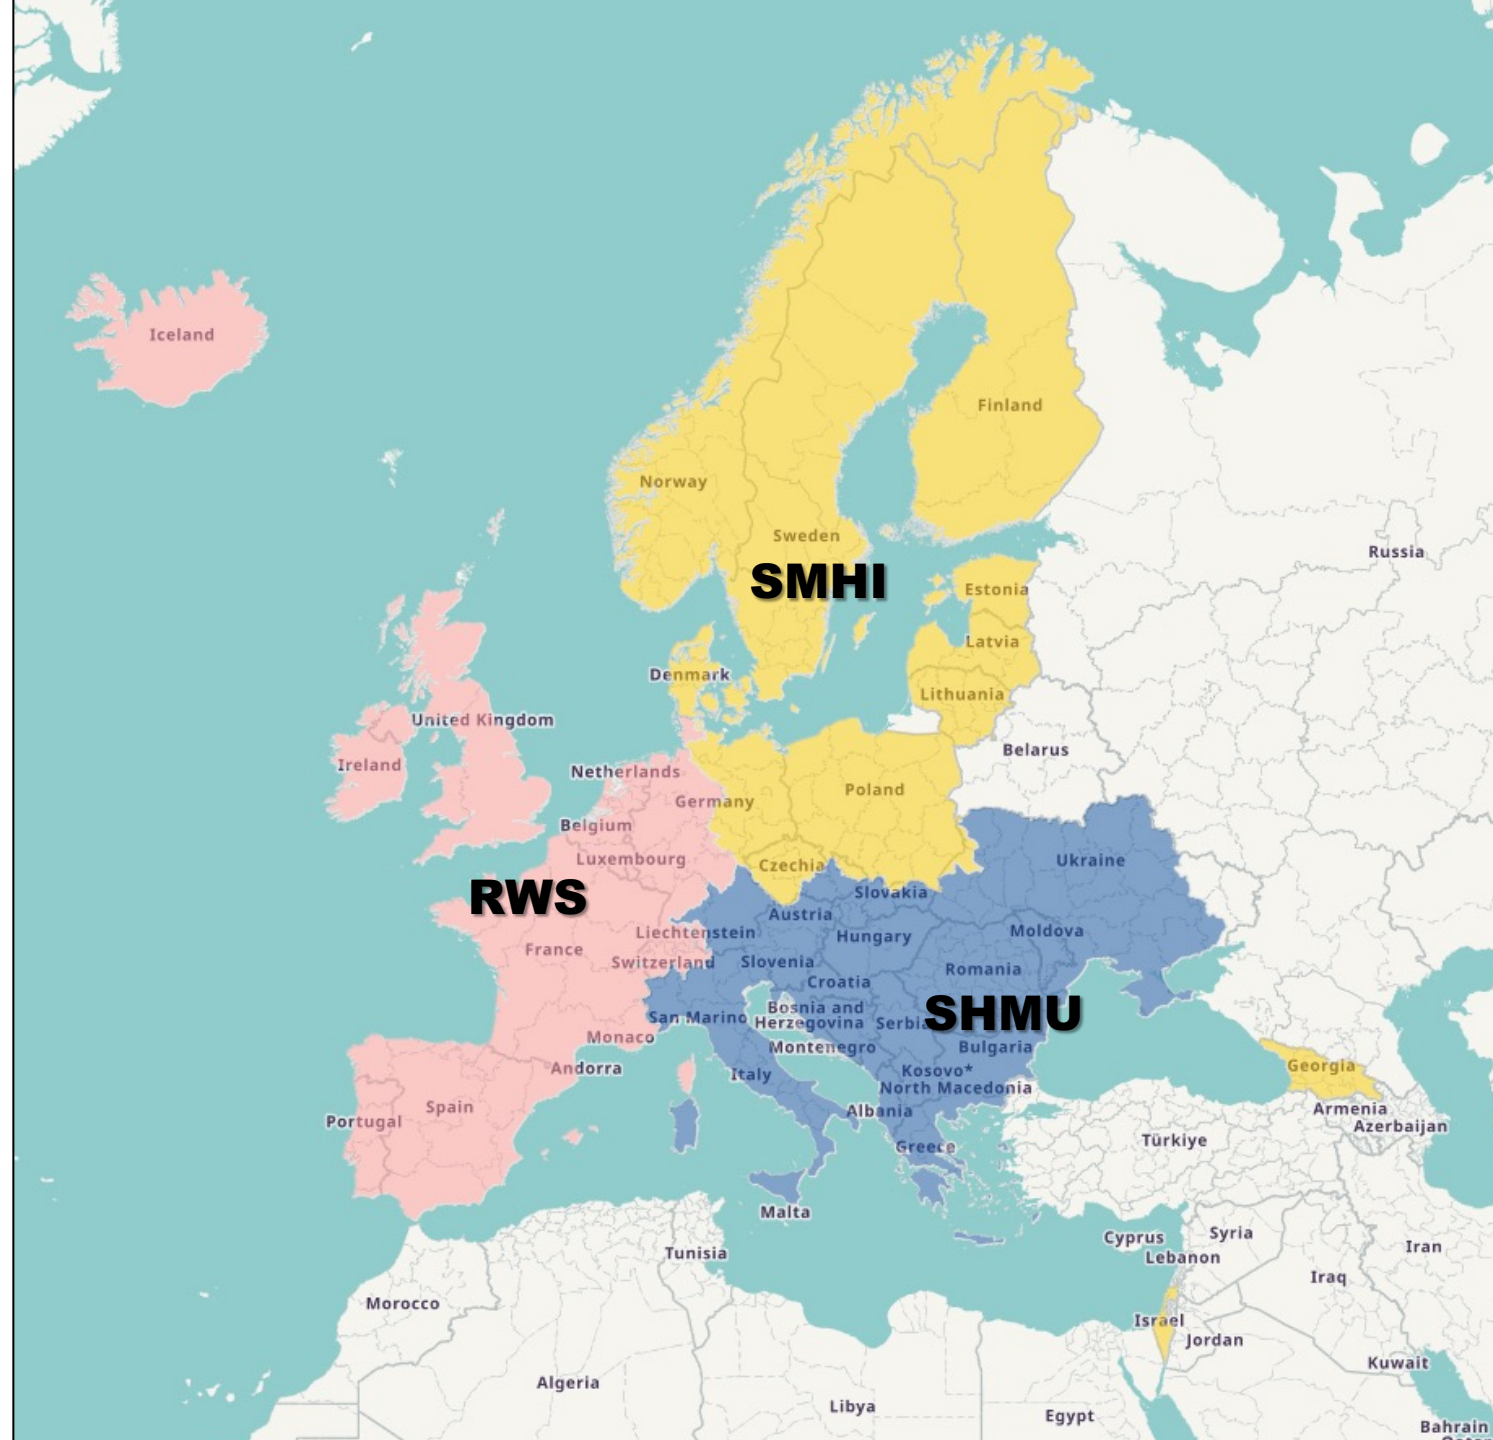 Iceland
Finland
Norway
Sweden
Russia
SMHI
Estonia
Latvia
Denmark
Lithuania
United Kingdom
Belarus
Ireland
Netherlands
Poland
Germany
Belgium
Luxembourg
Czechia
Ukraine
RWS
Slovakia
Austria
Liechtenstein
Hungary
Moldova
France
Switzerland
Slovenia
Romania
Croatia
Bosnia and
Herzegovina
San Marino
Serbia
SHMU
Monaco
Montenegro
Bulgaria
Andorra
Italy
Kosovo*
North Macedonia
Georgia
Spain
Albania
Armenia
Portugal
Azerbaijan
Greece
Türkiye
Malta
Cyprus
Syria
Tunisia
Lebanon
Iran
Iraq
Morocco
Israel
Jordan
Kuwait
Algeria
Libya
Egypt
Bahrain